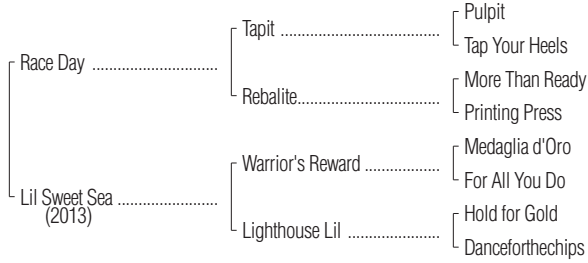 Pulpit
Tapit ..............................
Tap Your Heels
Race Day ............................
More Than Ready
Rebalite................................
Printing Press
Medaglia d'Oro
Warrior's Reward .................
For All You Do
Lil Sweet Sea ......................
(2013)
Hold for Gold
Lighthouse Lil .....................
Danceforthechips